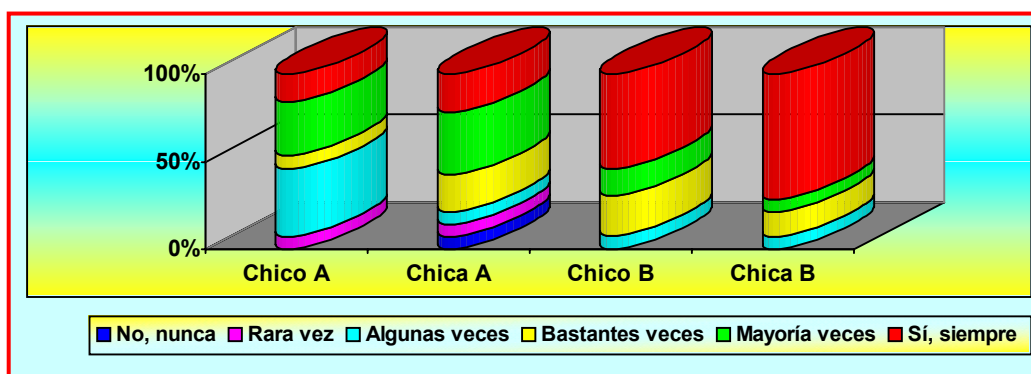 100%
50%
0%
Chico A Chica A Chico B Chica B
No, nunca Rara vez Algunas veces Bastantes veces Mayoría veces Sí, siempre